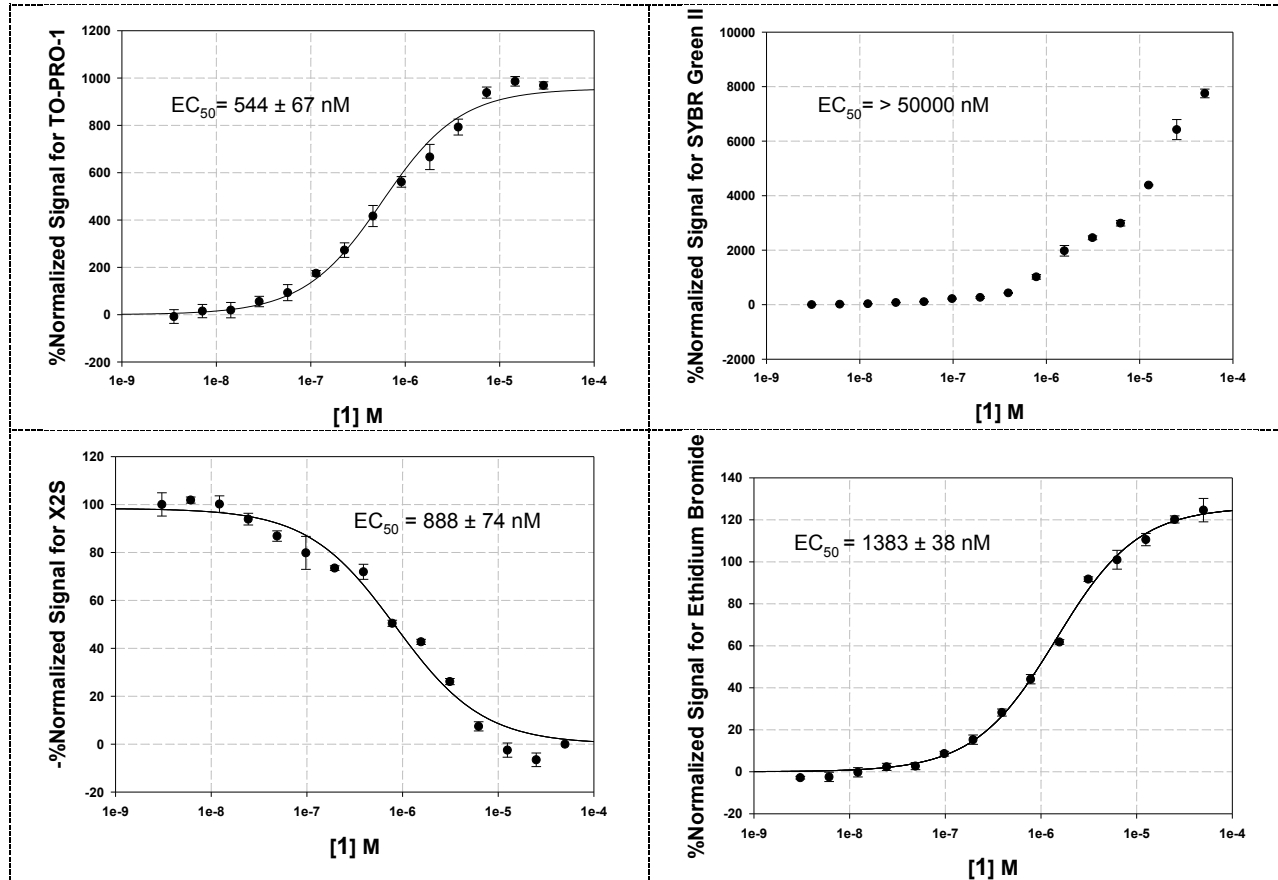 %Normalized Signal for TO-PRO-1
1200
1000
800
600
400
200
0
-200
EC50= 544 ± 67 nM
1e-9 1e-8 1e-7 1e-6 1e-5 1e-4
[1] M
%Normalized Signal for SYBR Green II
10000
8000
6000
4000
2000
0
-2000
EC50= > 50000 nM
1e-9 1e-8 1e-7 1e-6 1e-5 1e-4
[1] M
-%Normalized Signal for X2S
120
100
80
60
40
20
0
-20
EC50 = 888 ± 74 nM
1e-9 1e-8 1e-7 1e-6 1e-5 1e-4
[1] M
%Normalized Signal for Ethidium Bromide
140
120
100
80
60
40
20
0
-20
EC50 = 1383 ± 38 nM
1e-9 1e-8 1e-7 1e-6 1e-5 1e-4
[1] M